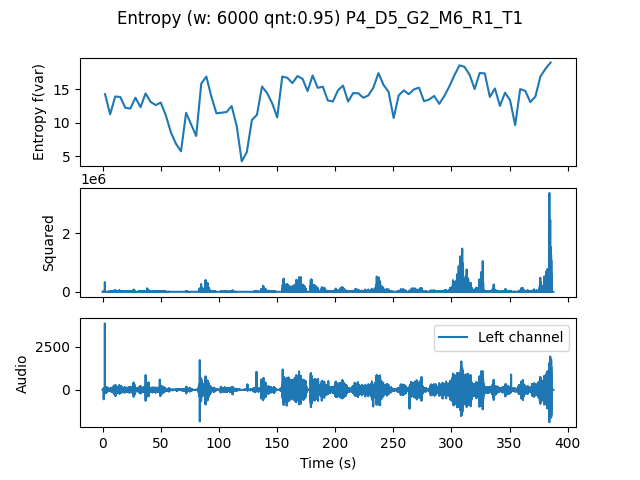 Entropy (w: 6000 qnt:0.95) P4_D5_G2_M6_R1_T1
Entropy f(var)
15
10
5
1e6
Squared
2
0
Audio
2500
0
Left channel
0 50 100 150 200 250 300 350 400
Time (s)